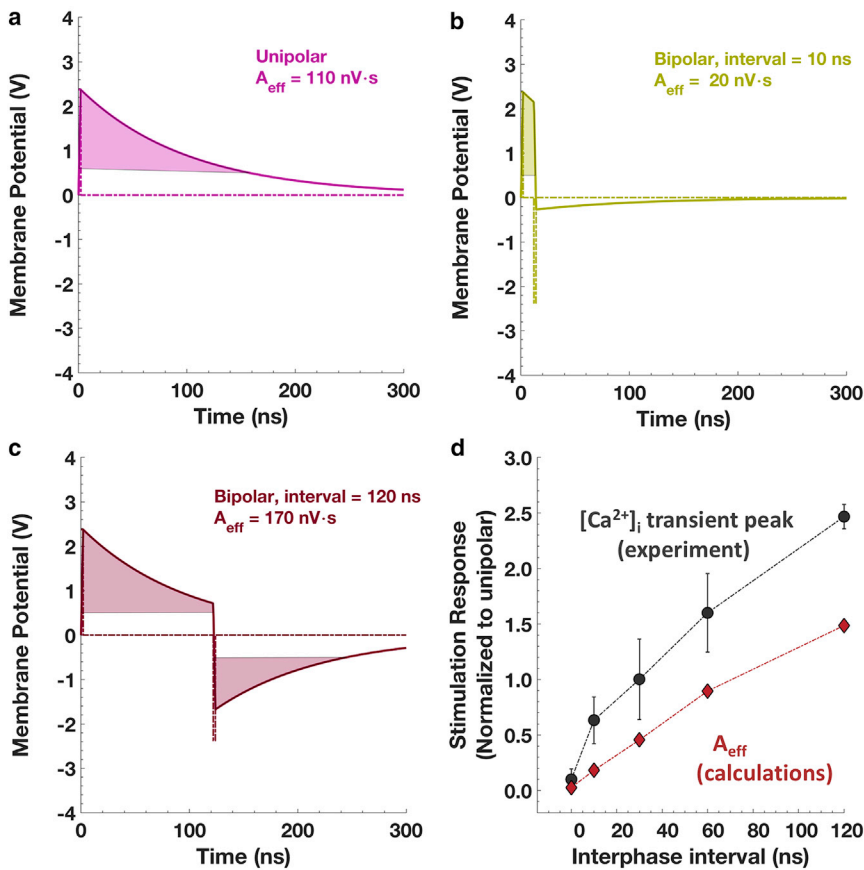 a
Unipolar
A_eff = 110 nV·s
Membrane Potential (V)
4
3
2
1
0
-1
-2
-3
-4
0
100
200
300
Time (ns)
b
Bipolar, interval = 10 ns
A_eff = 20 nV·s
Membrane Potential (V)
4
3
2
1
0
-1
-2
-3
-4
0
100
200
300
Time (ns)
c
Bipolar, interval = 120 ns
A_eff = 170 nV·s
Membrane Potential (V)
4
3
2
1
0
-1
-2
-3
-4
0
100
200
300
Time (ns)
d
[Ca²⁺]ᵢ transient peak
(experiment)
A_eff
(calculations)
Stimulation Response
(Normalized to unipolar)
3.0
2.5
2.0
1.5
1.0
0.5
0.0
0
20
40
60
80
100
120
Interphase interval (ns)